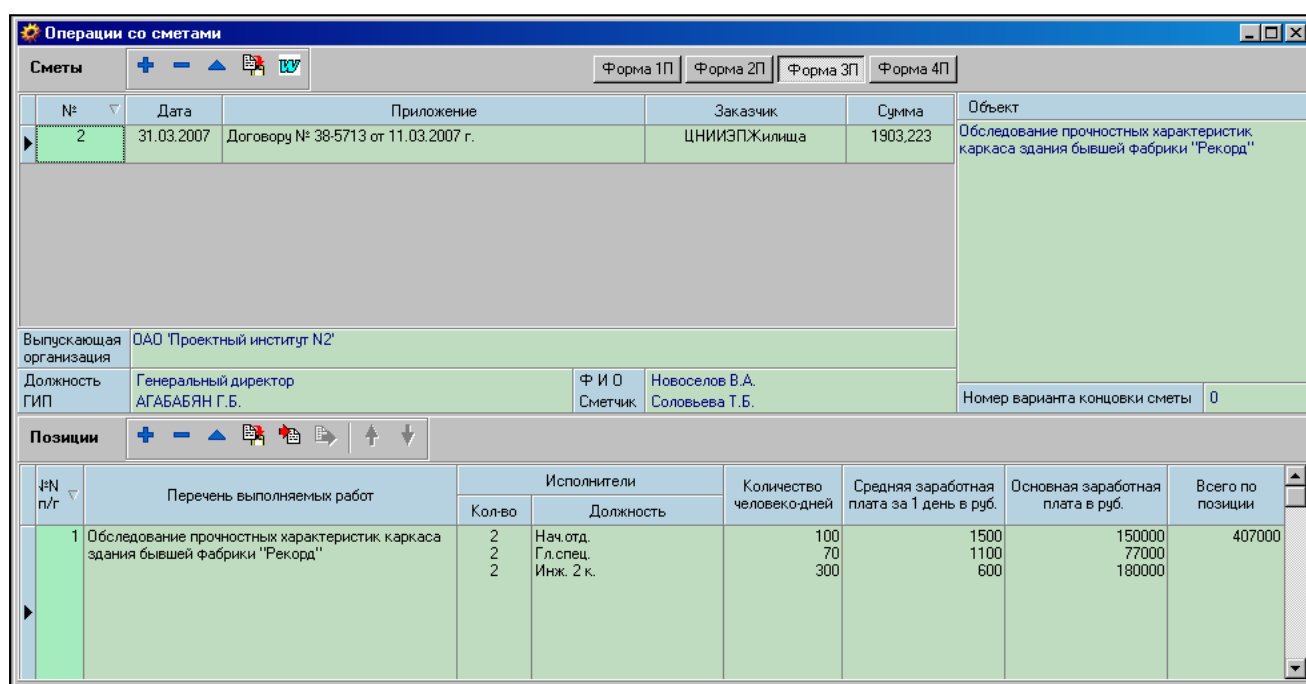 Операции со сметами
Сметы
Форма 1П Форма 2П Форма 3П Форма 4П
№ Дата Приложение Заказчик Сумма Объект
2 31.03.2007 Договору № 38-5713 от 11.03.2007 г. ЦНИИЭПЖилища 1903,223
Обследование прочностных характеристик
каркаса здания бывшей фабрики "Рекорд"
Выпускающая
организация
ОАО 'Проектный институт N2'
Должность Генеральный директор Ф И О Новоселов В.А.
ГИП АГАБАБЯН Г.Б. Сметчик Соловьева Т.Б.
Номер варианта концовки сметы 0
Позиции
№N
п/г
Перечень выполняемых работ
Исполнители
Кол-во Должность
Количество
человеко-дней
Средняя заработная
плата за 1 день в руб.
Основная заработная
плата в руб.
Всего по
позиции
1 Обследование прочностных характеристик каркаса 2 Нач.отд. 100 1500 150000 407000
здания бывшей фабрики "Рекорд" 2 Гл.спец. 70 1100 77000
2 Инж. 2 к. 300 600 180000